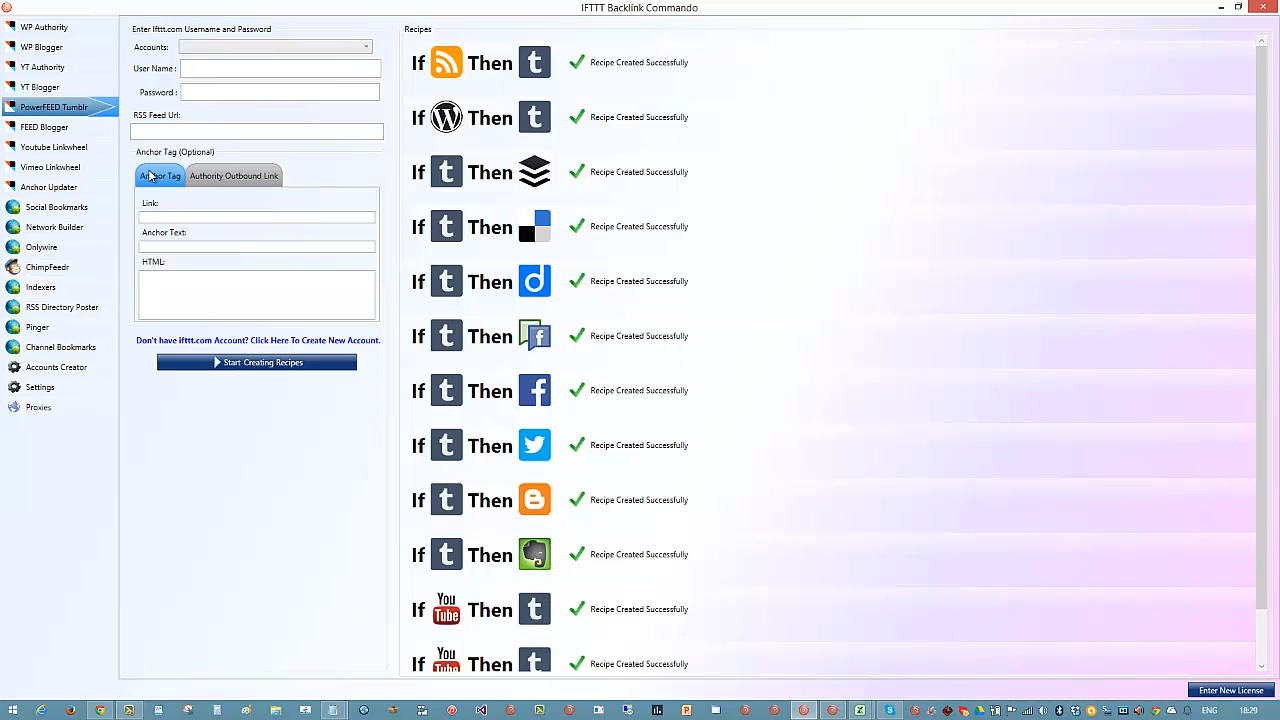 IFTTT Backlink Commando
WP Authority
WP Blogger
YT Authority
YT Blogger
PowerFEED Tumblr
FEED Blogger
Youtube Linkwheel
Vimeo Linkwheel
Anchor Updater
Social Bookmarks
Network Builder
Onlywire
ChimpFeedr
Indexers
RSS Directory Poster
Pinger
Channel Bookmarks
Accounts Creator
Settings
Proxies
Enter Ifttt.com Username and Password
Accounts:
User Name :
Password :
RSS Feed Url:
Anchor Tag (Optional)
Anchor Tag
Authority Outbound Link
Link:
Anchor Text:
HTML:
Don't have ifttt.com Account? Click Here To Create New Account.
Start Creating Recipes
Recipes
If Then t Recipe Created Successfully
If Then t Recipe Created Successfully
If t Then Recipe Created Successfully
If t Then Recipe Created Successfully
If t Then d Recipe Created Successfully
If t Then f Recipe Created Successfully
If t Then f Recipe Created Successfully
If t Then Recipe Created Successfully
If t Then B Recipe Created Successfully
If t Then Recipe Created Successfully
If You Tube Then t Recipe Created Successfully
If You Tube Then t Recipe Created Successfully
Enter New License
ENG
18:29